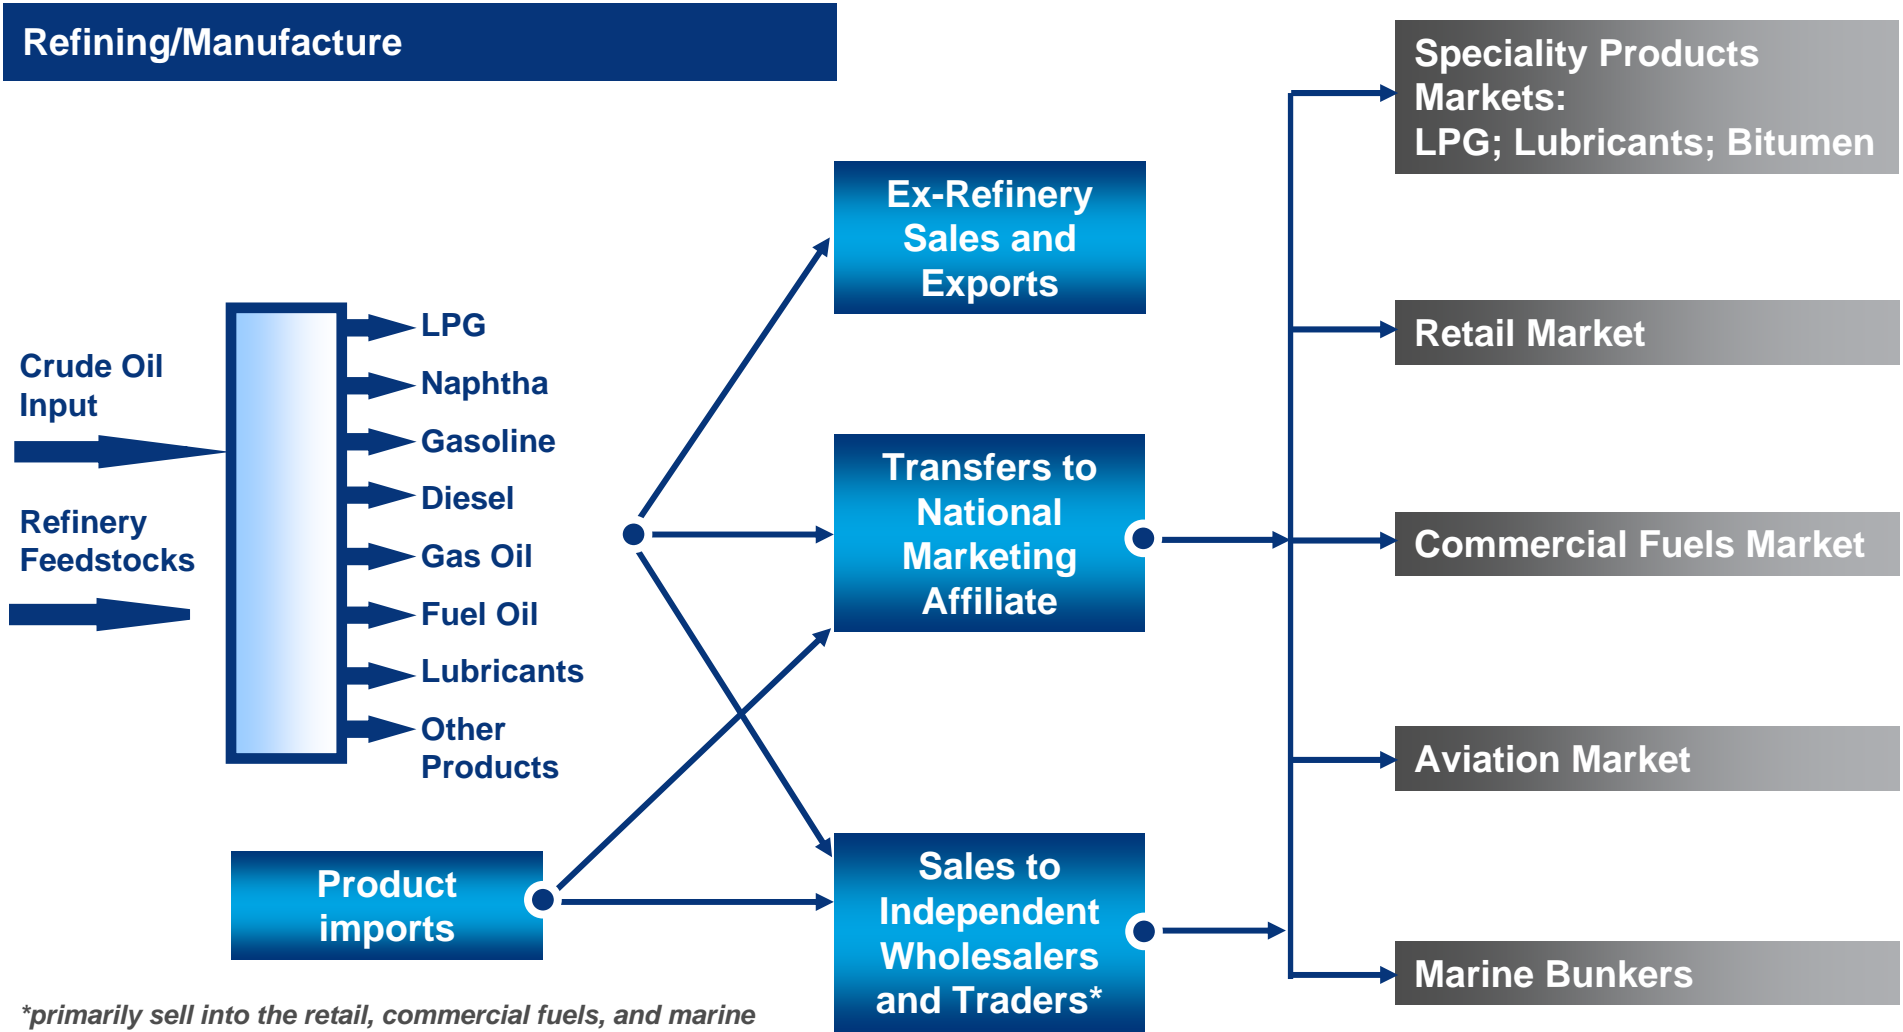 Refining/Manufacture
Crude Oil
Input
Refinery
Feedstocks
LPG
Naphtha
Gasoline
Diesel
Gas Oil
Fuel Oil
Lubricants
Other
Products
Product
imports
Ex-Refinery
Sales and
Exports
Transfers to
National
Marketing
Affiliate
Sales to
Independent
Wholesalers
and Traders*
Speciality Products
Markets:
LPG; Lubricants; Bitumen
Retail Market
Commercial Fuels Market
Aviation Market
Marine Bunkers
*primarily sell into the retail, commercial fuels, and marine